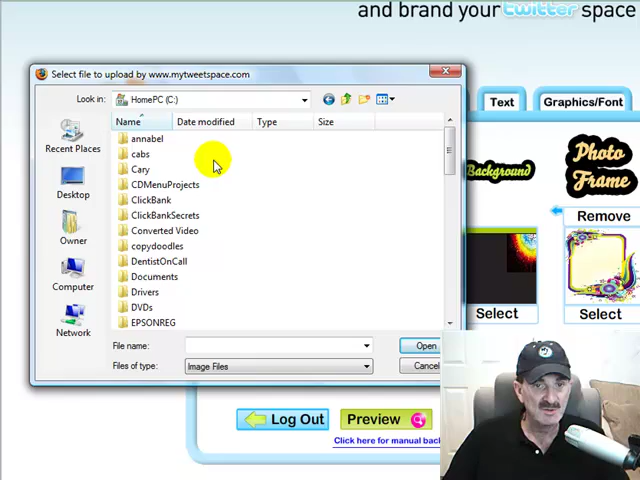 and brand your twitter space
Select file to upload by www.mytweetspace.com
Look in: HomePC (C:)
Name Date modified Type Size
annabel
cabs
Cary
CDMenuProjects
ClickBank
ClickBankSecrets
Converted Video
copydoodles
DentistOnCall
Documents
Drivers
DVDs
EPSONREG
Recent Places
Desktop
Owner
Computer
Network
File name:
Open
Files of type: Image Files
Cancel
Text Graphics/Font
Background
Photo
Frame
Remove
Select
Select
Log Out Preview
Click here for manual back